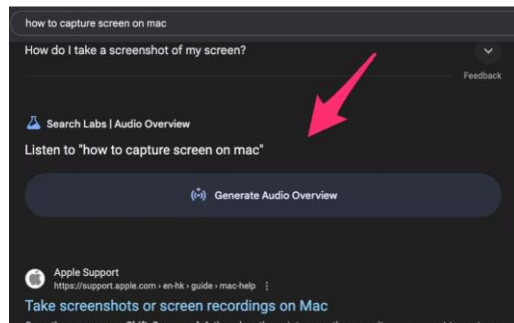 how to capture screen on mac
How do I take a screenshot of my screen?
Feedback
Search Labs | Audio Overview
Listen to "how to capture screen on mac"
Generate Audio Overview
Apple Support
https://support.apple.com › en-hk › guide › mac-help
Take screenshots or screen recordings on Mac